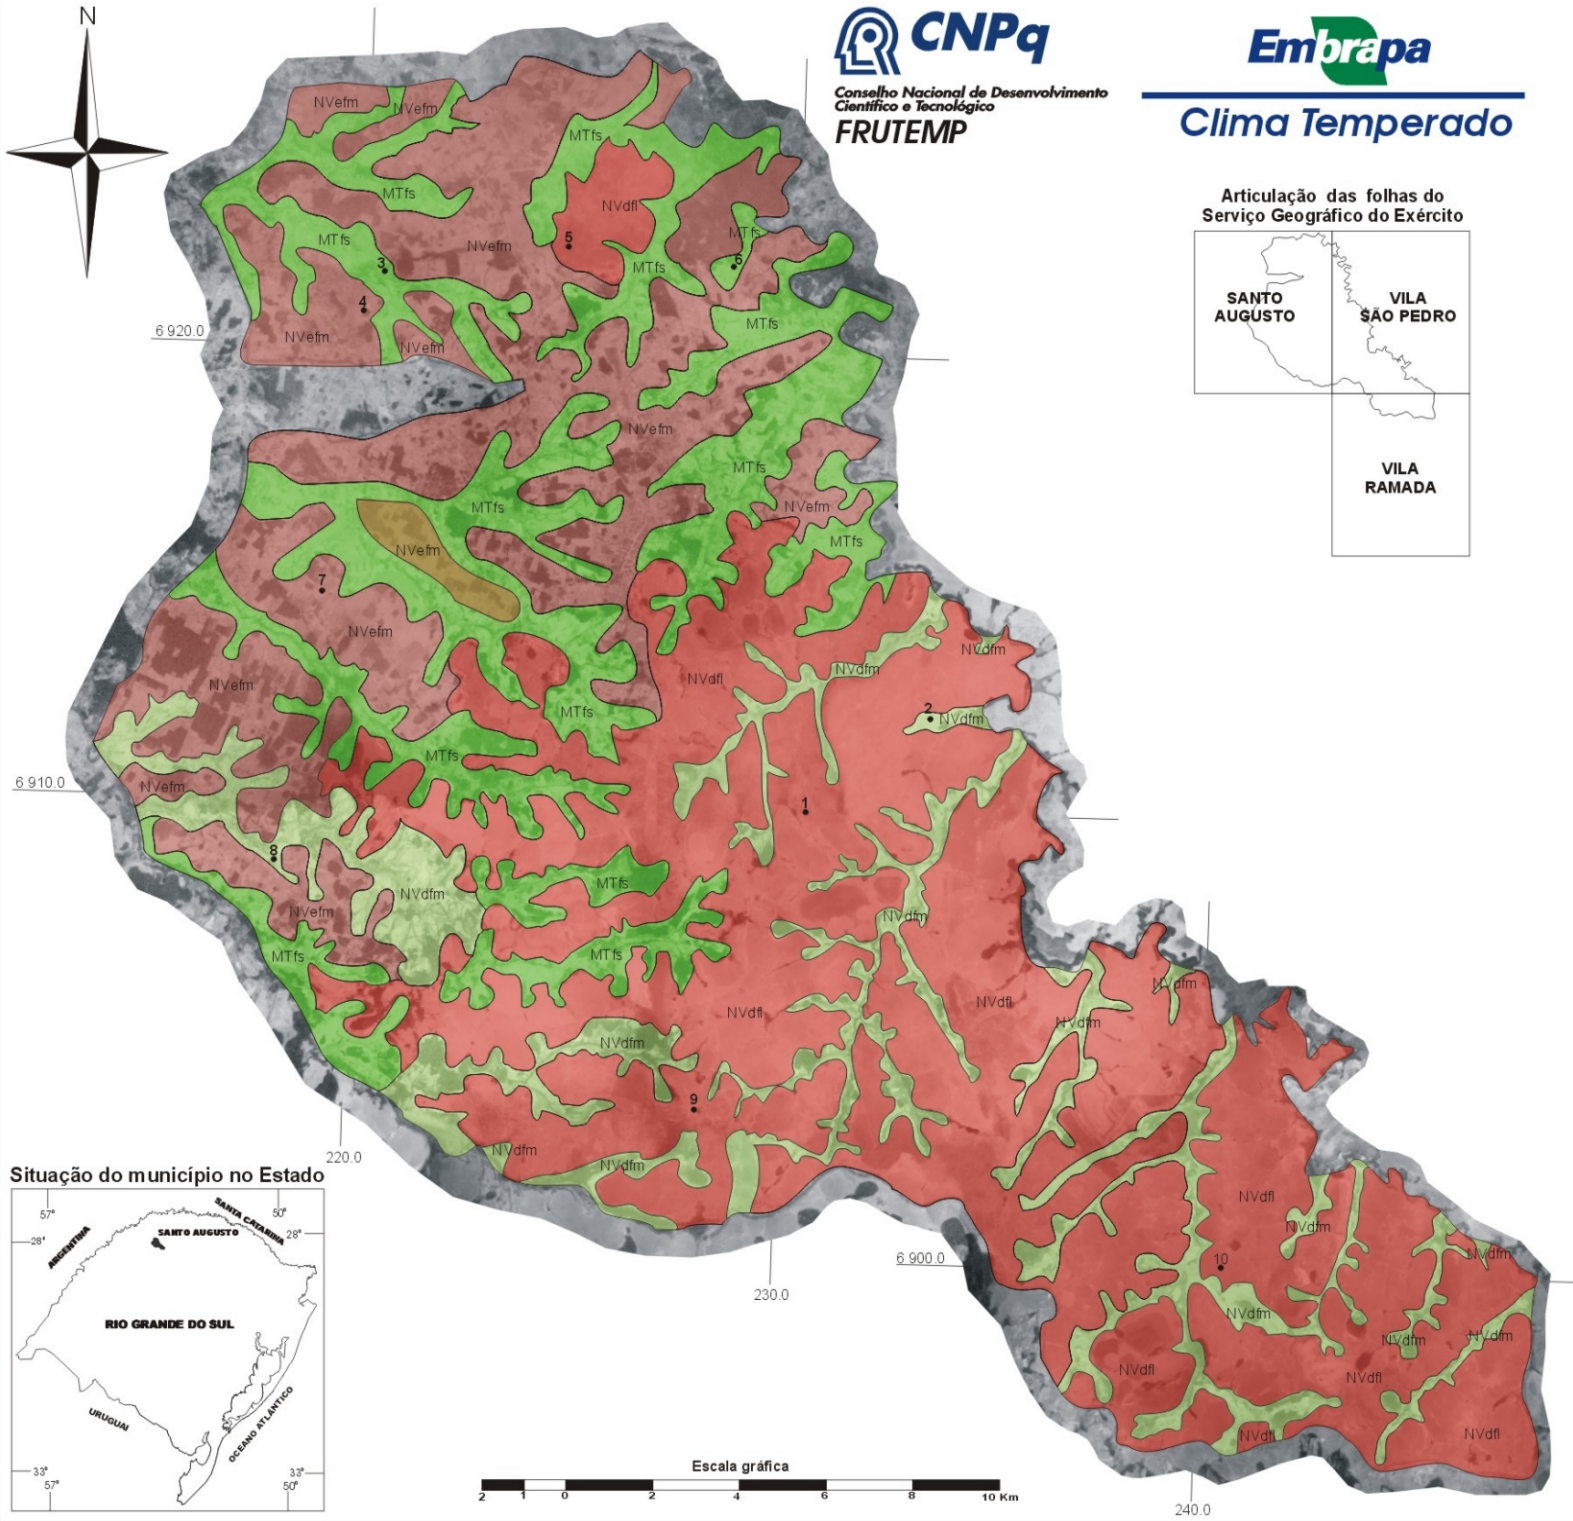 N
CNPq
Conselho Nacional de Desenvolvimento
Científico e Tecnológico
FRUTEMP
Embrapa
Clima Temperado
Articulação das folhas do
Serviço Geográfico do Exército
SANTO
AUGUSTO
VILA
SÃO PEDRO
VILA
RAMADA
NVefm
NVefm
MTfs
MTfs
NVdfl
MTfs
MTfs
3
NVefm
5
MTfs
6
4
NVefm
NVefm
MTfs
6 920.0
NVefm
MTfs
MTfs
NVefm
NVefm
MTfs
7
NVefm
NVdfl
NVdfm
NVdfm
NVefm
MTfs
2
NVdfm
MTfs
6 910.0
NVefm
1
8
NVdfm
MTfs
NVefm
NVdfm
MTfs
MTfs
NVdfl
NVdfl
NVdfm
NVdfm
NVdfm
9
220.0
NVdfm
NVdfm
NVdfl
NVdfm
NVdfm
6 900.0
10
230.0
NVdfm
NVdfm
NVdfm
NVdfl
NVdfl
NVdfl
NVdfl
240.0
Situação do município no Estado
57°
50°
SANTA CATARINA
ARGENTINA
SANTO AUGUSTO
28°
28°
RIO GRANDE DO SUL
URUGUAI
OCEANO ATLÂNTICO
33°
33°
57°
50°
Escala gráfica
2 1 0 2 4 6 8 10 Km